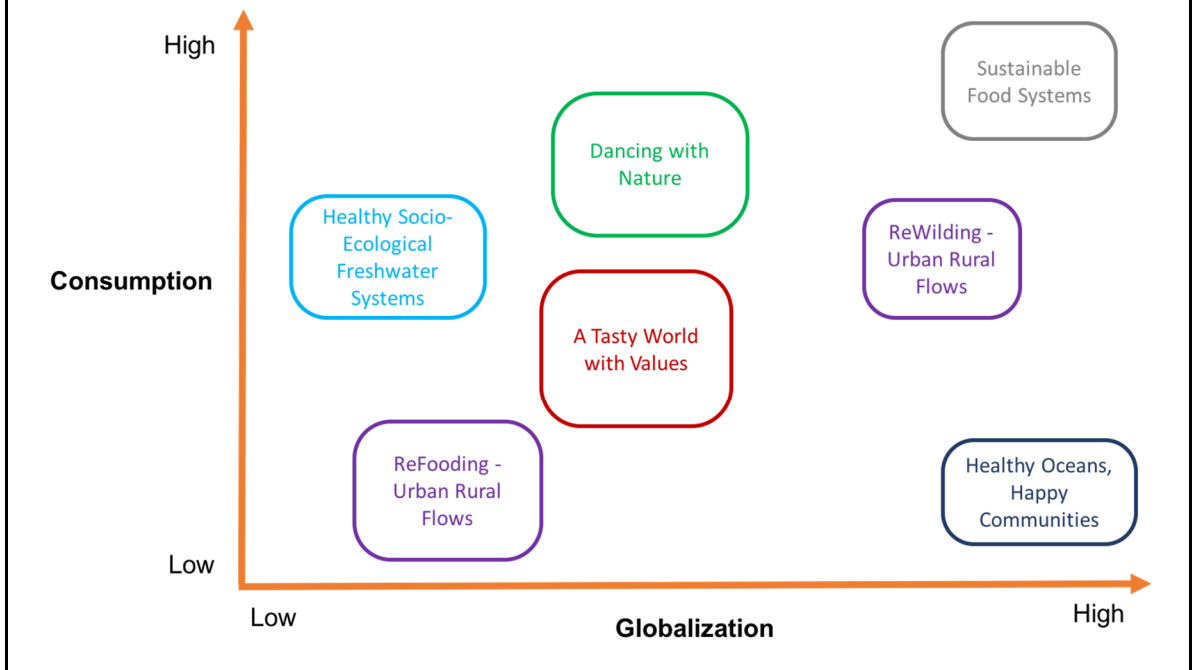 High
Sustainable
Food Systems
Dancing with
Nature
Healthy Socio-
Ecological
Freshwater
Systems
ReWilding -
Urban Rural
Flows
Consumption
A Tasty World
with Values
ReFooding -
Urban Rural
Flows
Healthy Oceans,
Happy
Communities
Low
Low
Globalization
High